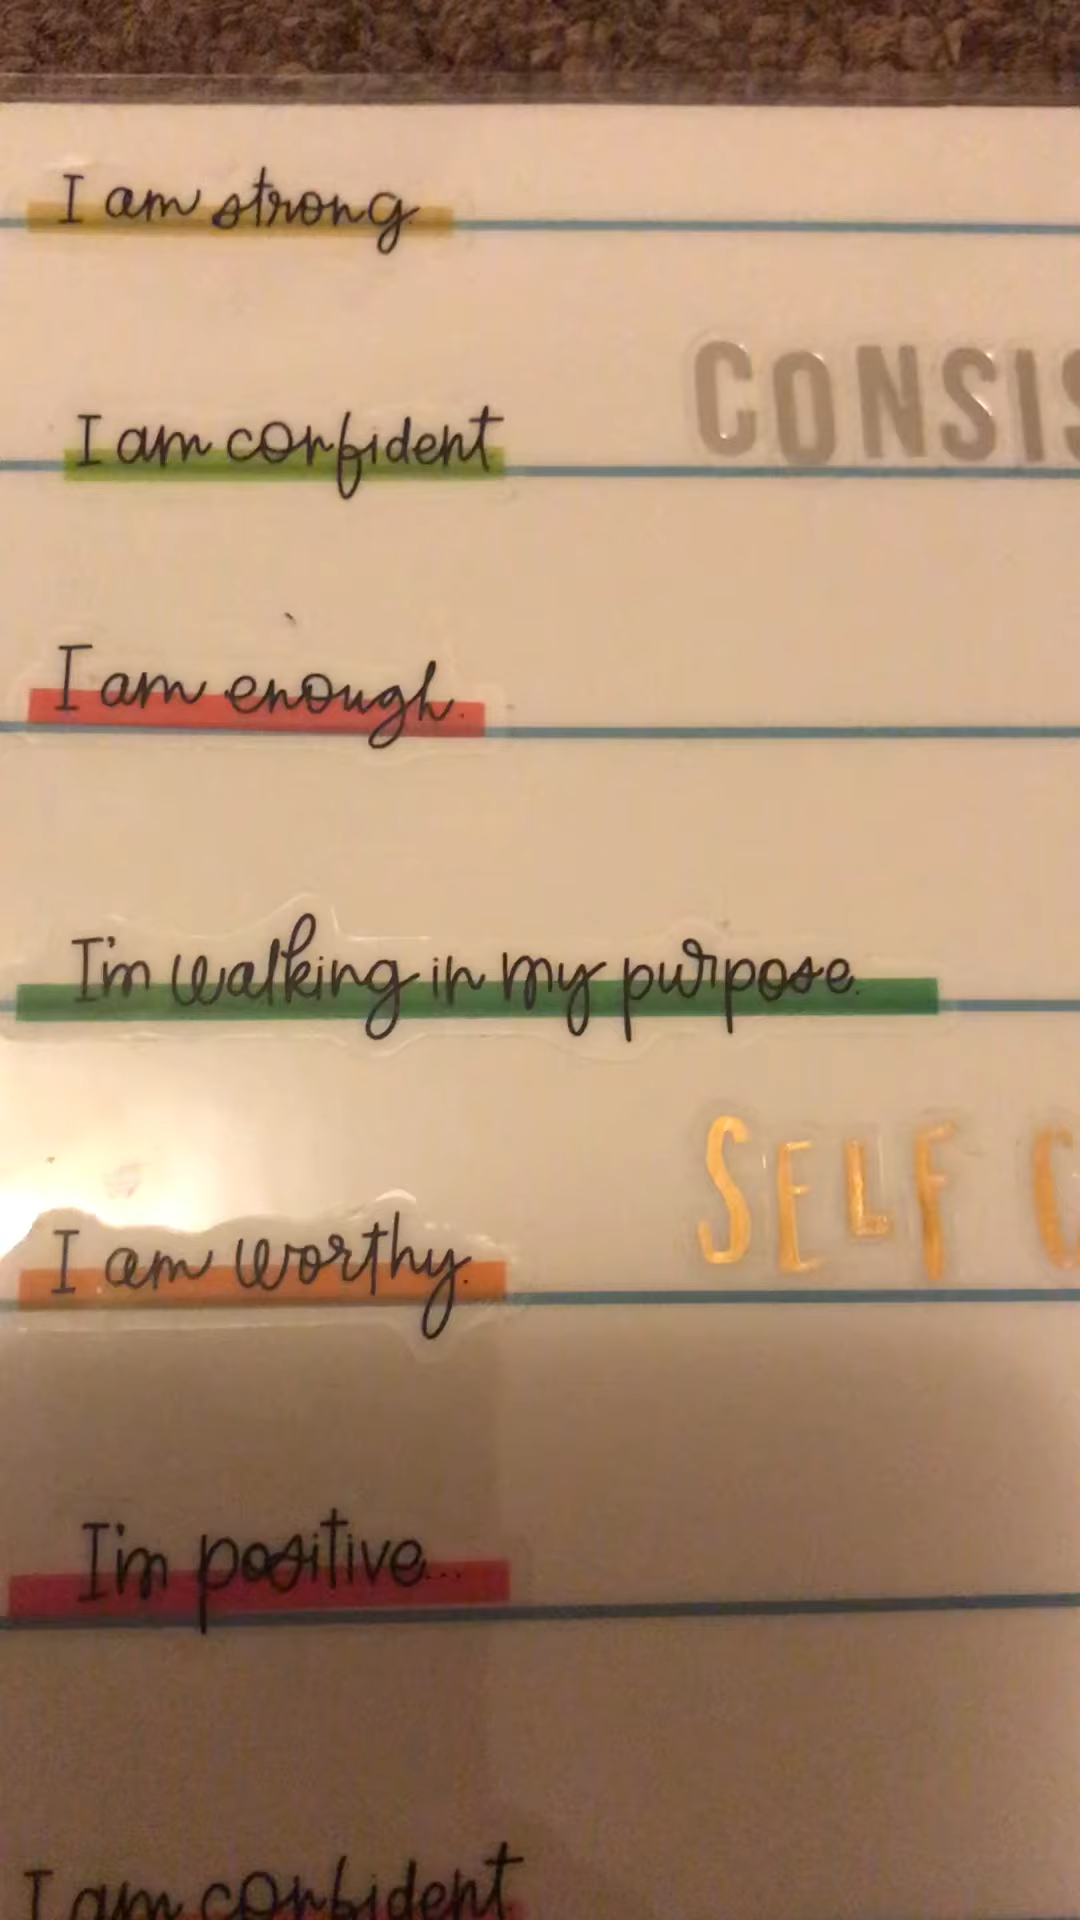 I am strong
CONSIS
I am confident
I am enough.
I'm walking in my purpose.
SELF C
I am worthy.
I'm positive...
I am confident